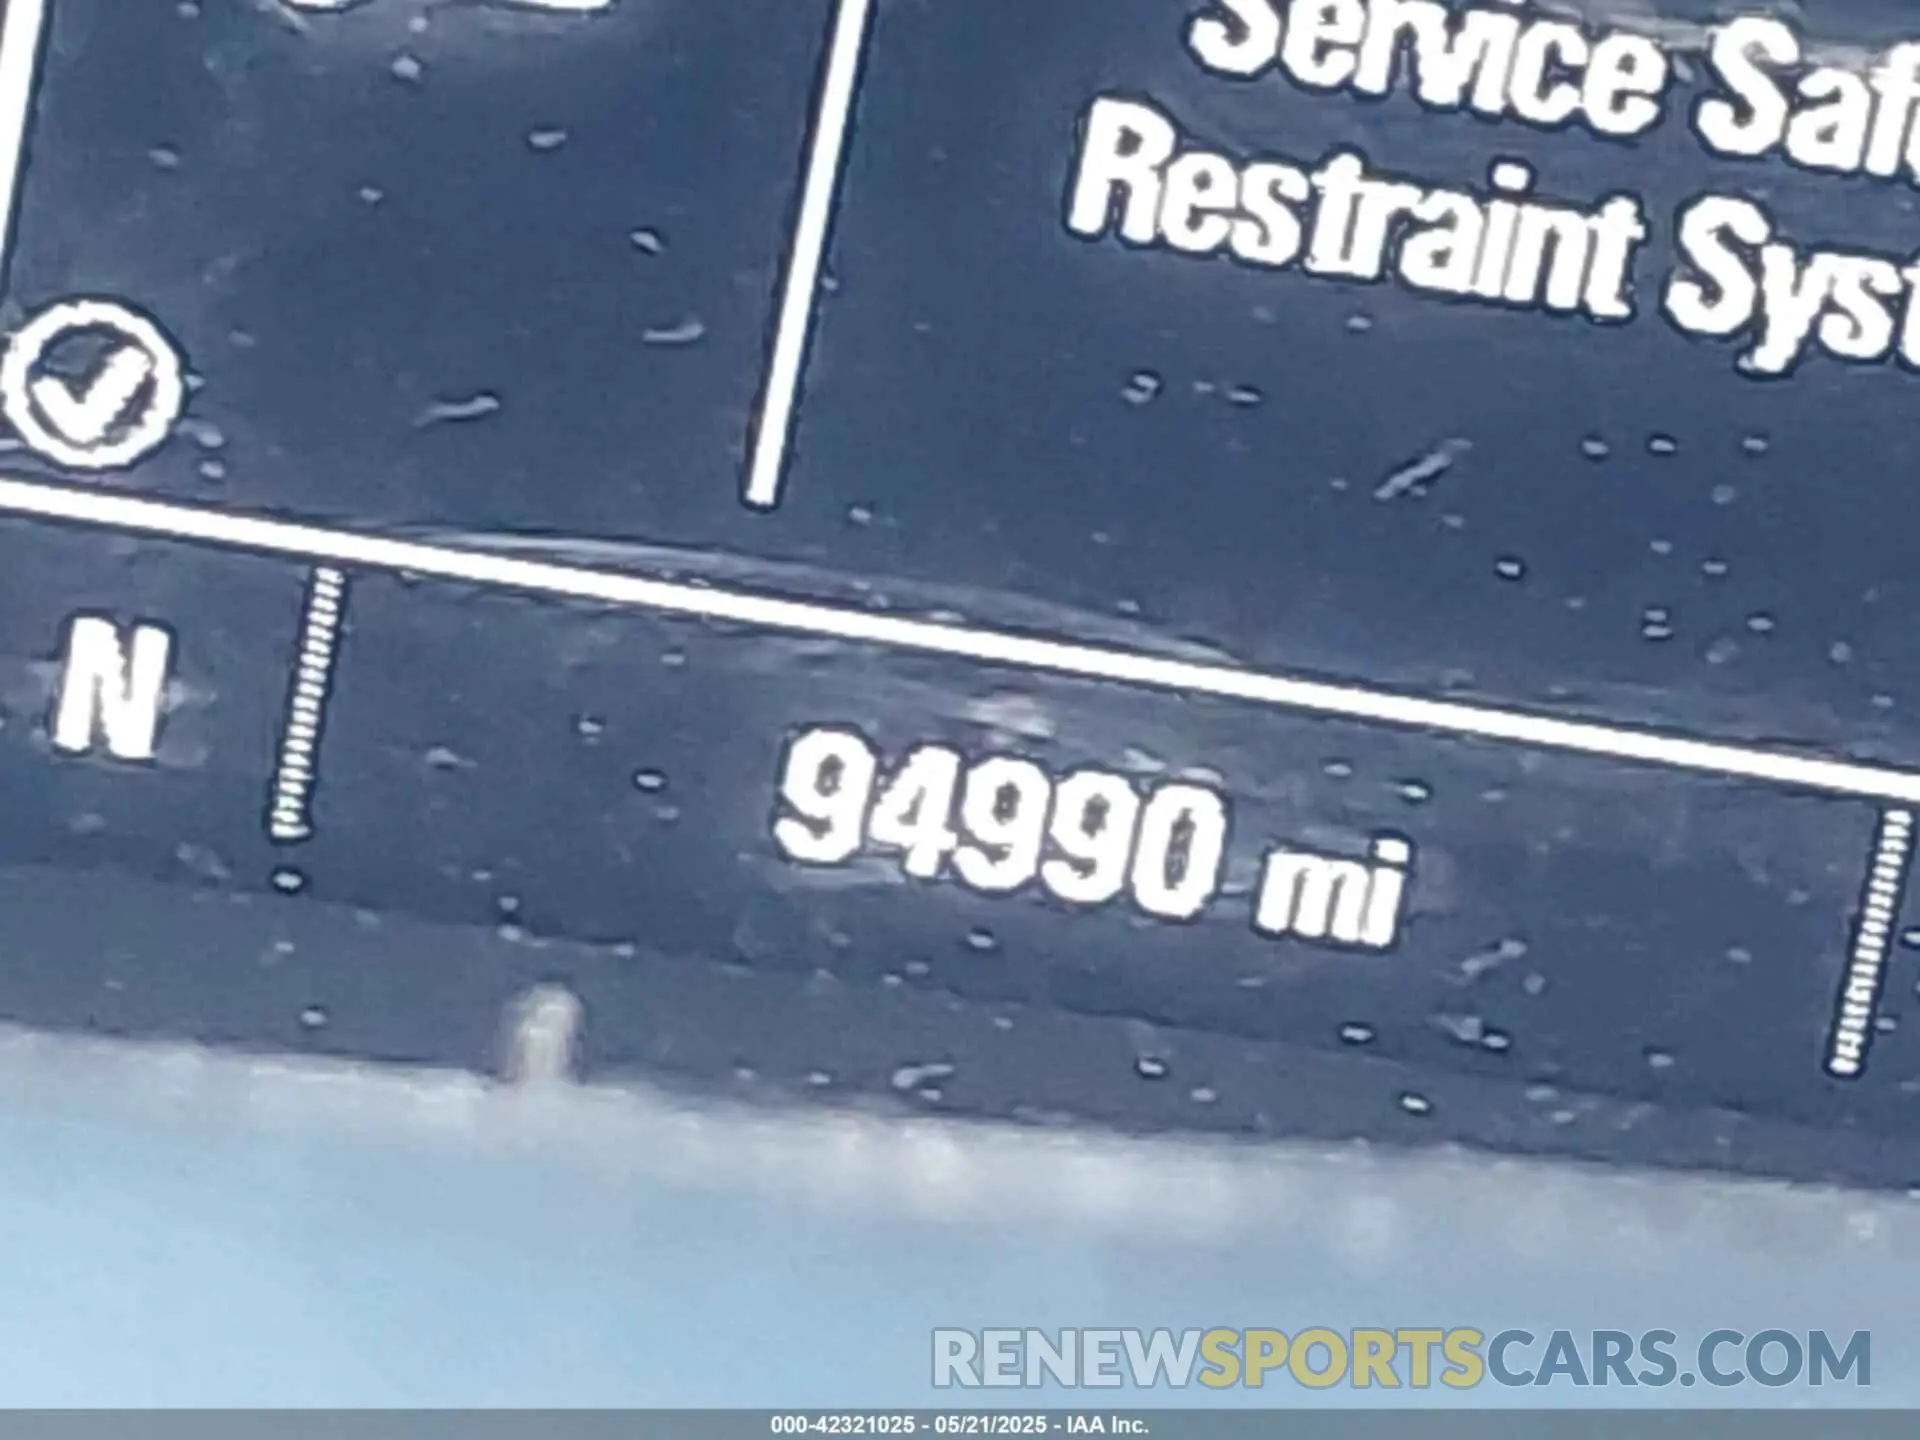 Service Saf
Restraint Syst
N
94990 mi
RENEWSPORTSCARS.COM
000-42321025 - 05/21/2025 - IAA Inc.